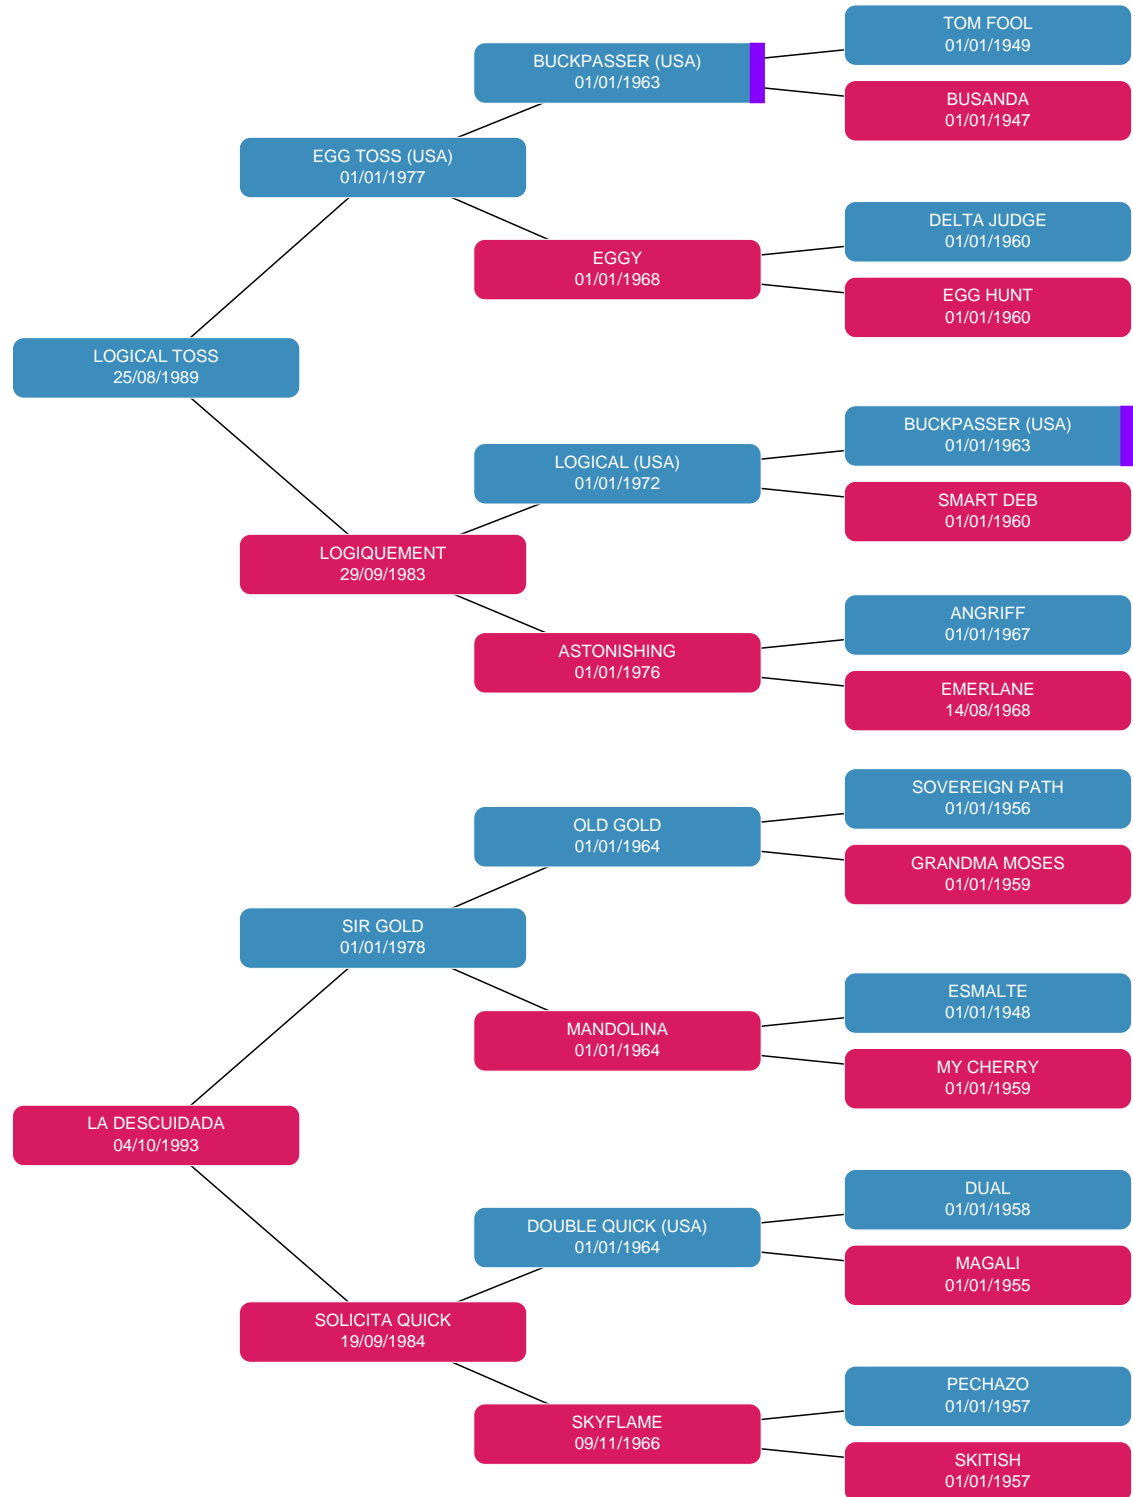 TOM FOOL
01/01/1949
BUCKPASSER (USA)
01/01/1963
BUSANDA
01/01/1947
EGG TOSS (USA)
01/01/1977
DELTA JUDGE
01/01/1960
EGGY
01/01/1968
EGG HUNT
01/01/1960
LOGICAL TOSS
25/08/1989
BUCKPASSER (USA)
01/01/1963
LOGICAL (USA)
01/01/1972
SMART DEB
01/01/1960
LOGIQUEMENT
29/09/1983
ANGRIFF
01/01/1967
ASTONISHING
01/01/1976
EMERLANE
14/08/1968
SOVEREIGN PATH
01/01/1956
OLD GOLD
01/01/1964
GRANDMA MOSES
01/01/1959
SIR GOLD
01/01/1978
ESMALTE
01/01/1948
MANDOLINA
01/01/1964
MY CHERRY
01/01/1959
LA DESCUIDADA
04/10/1993
DUAL
01/01/1958
DOUBLE QUICK (USA)
01/01/1964
MAGALI
01/01/1955
SOLICITA QUICK
19/09/1984
PECHAZO
01/01/1957
SKYFLAME
09/11/1966
SKITISH
01/01/1957